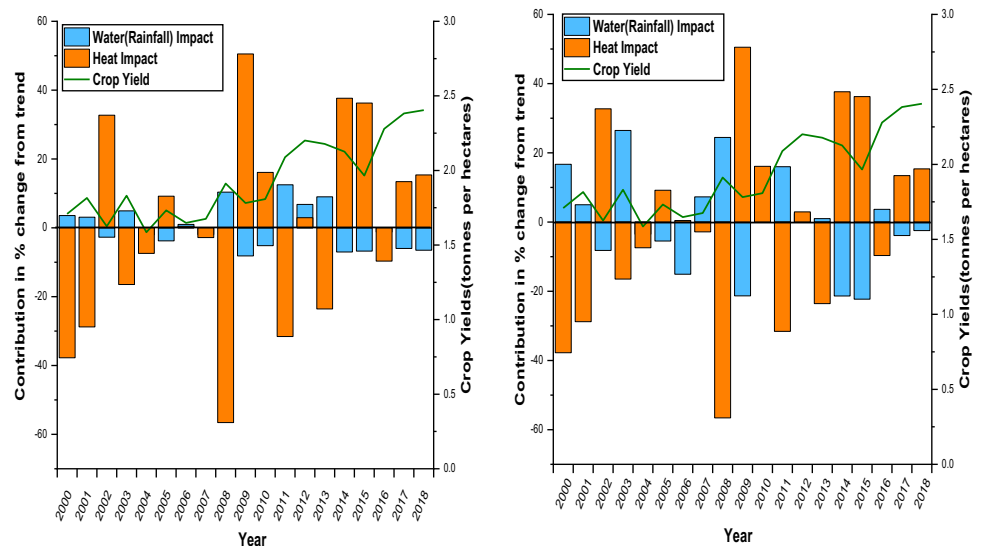 Water(Rainfall) Impact
Heat Impact
Crop Yield
Contribution in % change from trend
60
40
20
0
-20
-40
-60
3.0
2.5
2.0
1.5
1.0
0.5
0.0
Crop Yields(tonnes per hectares)
2000 2001 2002 2003 2004 2005 2006 2007 2008 2009 2010 2011 2012 2013 2014 2015 2016 2017 2018
Year
Water(Rainfall) Impact
Heat Impact
Crop Yield
Contribution in % change from trend
60
40
20
0
-20
-40
-60
3.0
2.5
2.0
1.5
1.0
0.5
0.0
Crop Yields(tonnes per hectares)
2000 2001 2002 2003 2004 2005 2006 2007 2008 2009 2010 2011 2012 2013 2014 2015 2016 2017 2018
Year